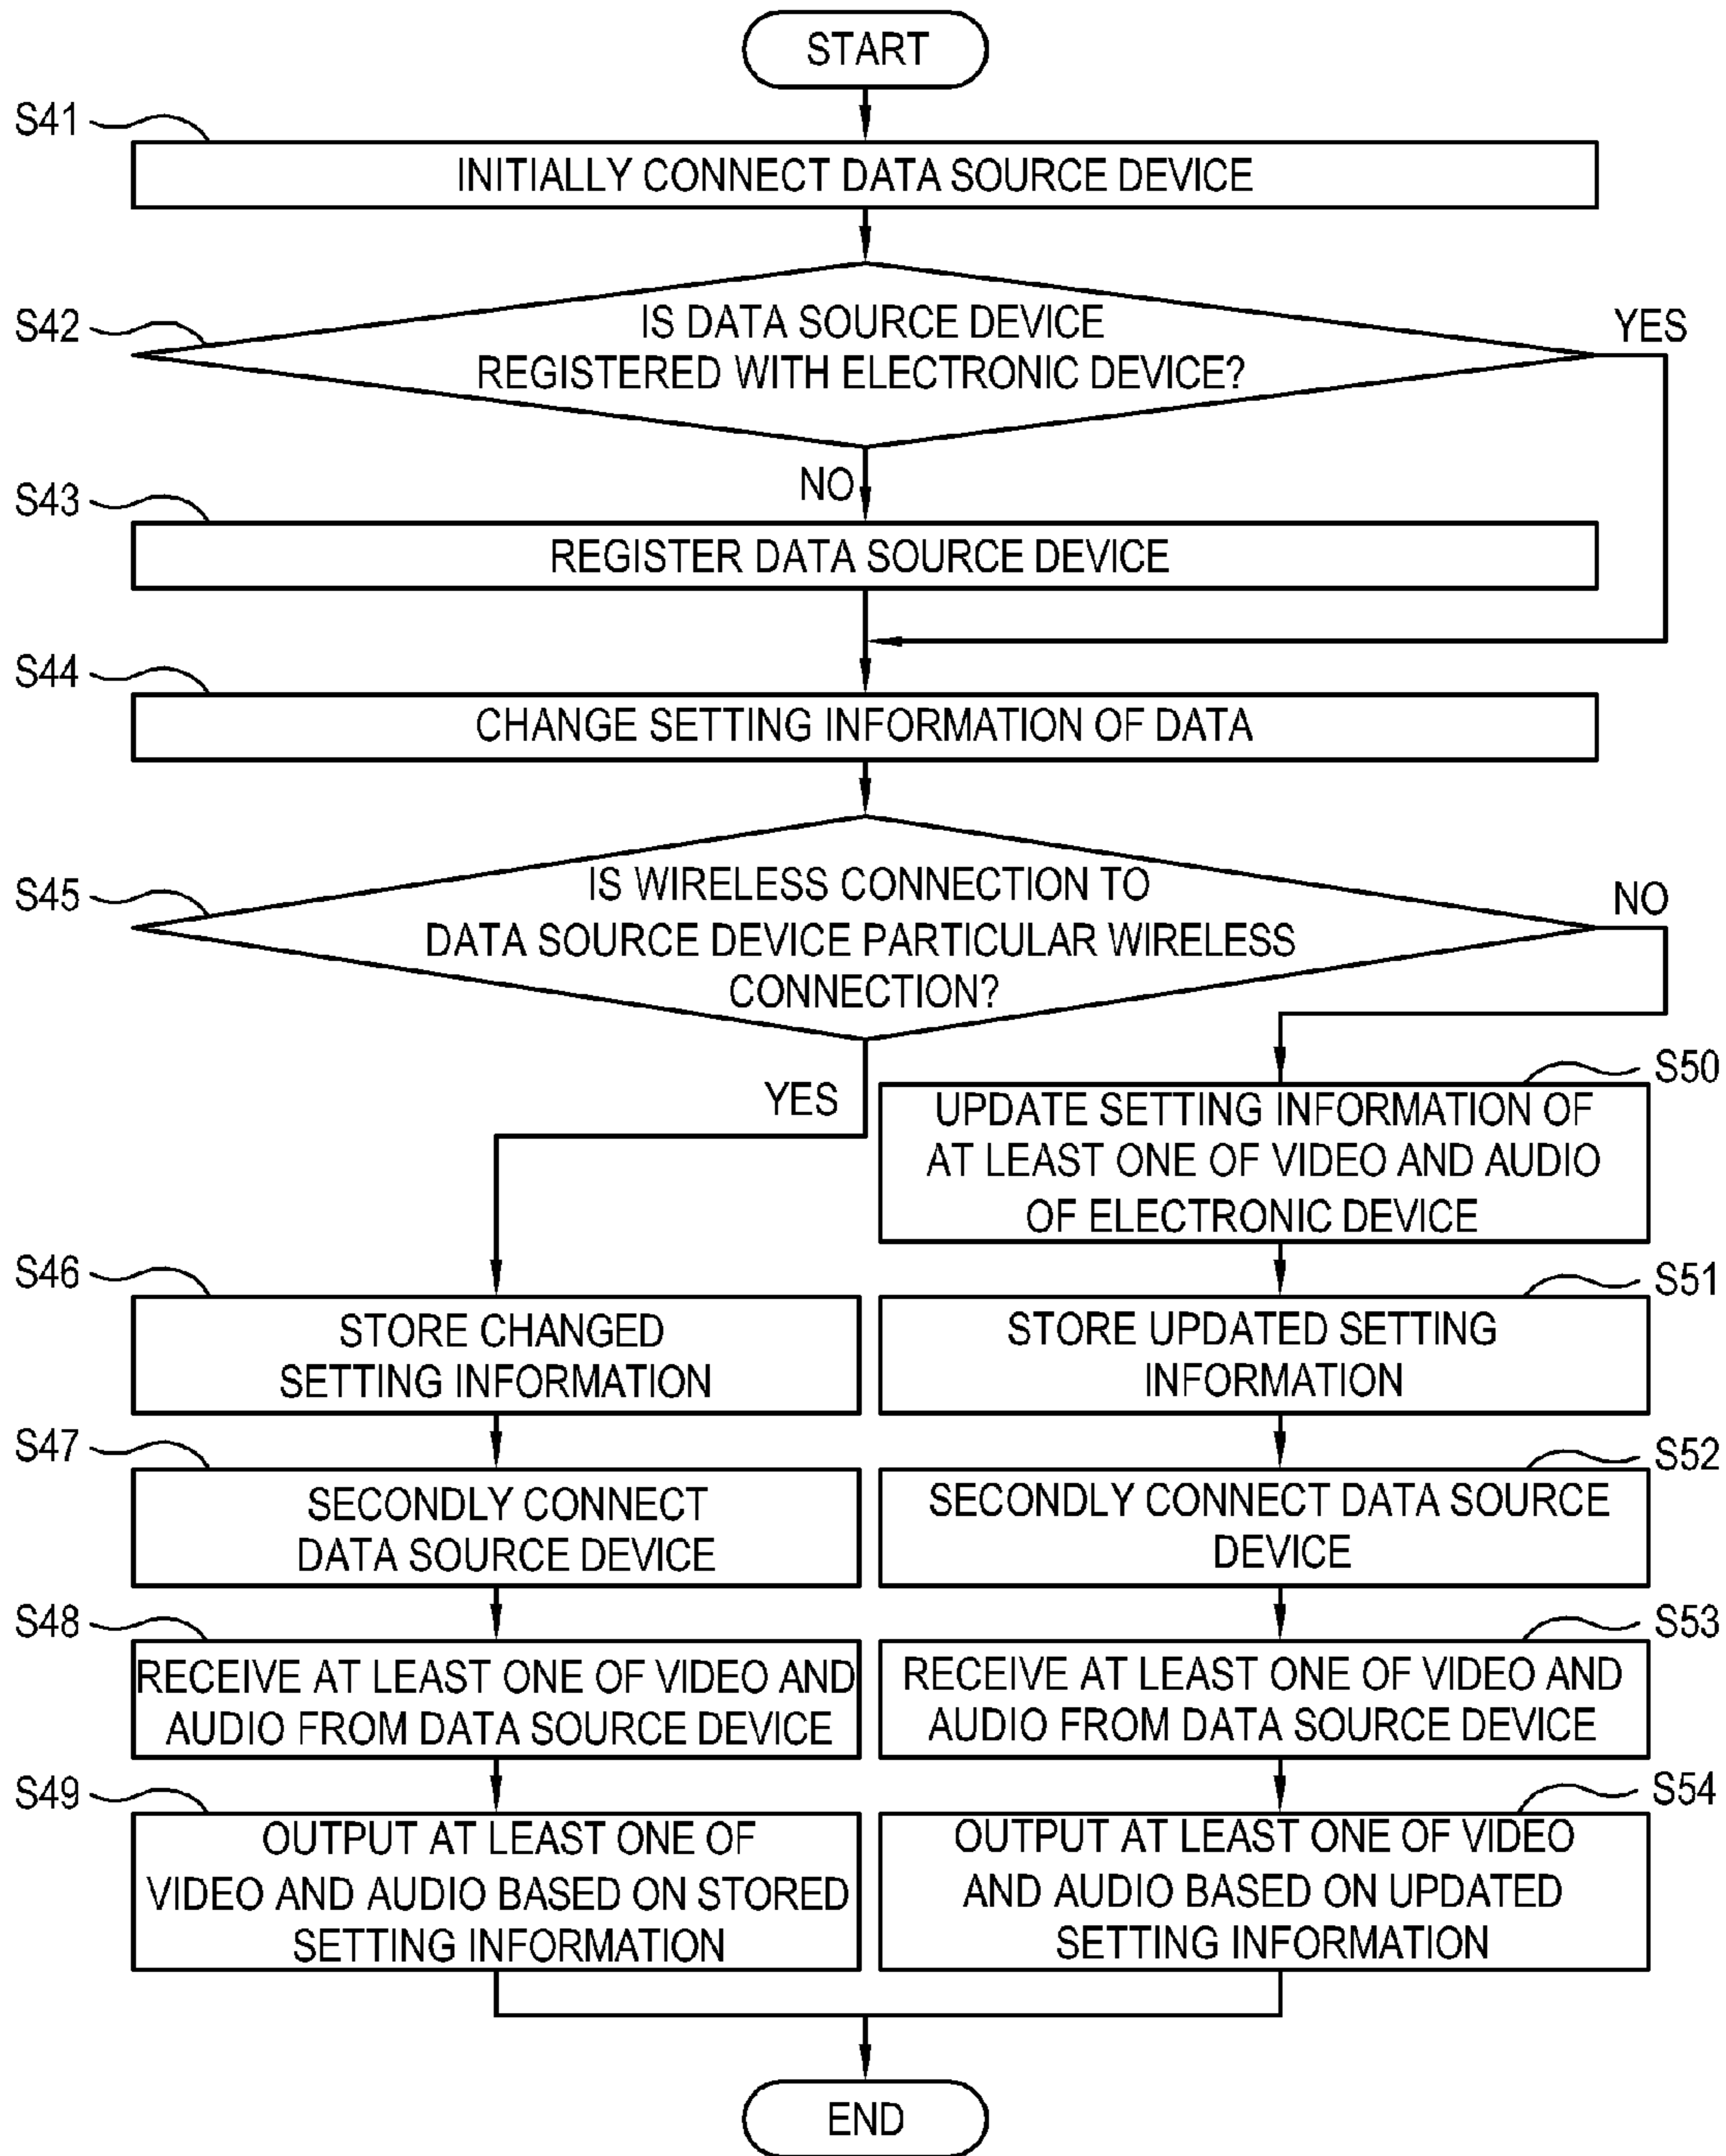 START
S41
INITIALLY CONNECT DATA SOURCE DEVICE
S42
IS DATA SOURCE DEVICE
REGISTERED WITH ELECTRONIC DEVICE?
YES
NO
S43
REGISTER DATA SOURCE DEVICE
S44
CHANGE SETTING INFORMATION OF DATA
S45
IS WIRELESS CONNECTION TO
DATA SOURCE DEVICE PARTICULAR WIRELESS
CONNECTION?
NO
YES
S50
UPDATE SETTING INFORMATION OF
AT LEAST ONE OF VIDEO AND AUDIO
OF ELECTRONIC DEVICE
S46
STORE CHANGED
SETTING INFORMATION
S51
STORE UPDATED SETTING
INFORMATION
S47
SECONDLY CONNECT
DATA SOURCE DEVICE
S52
SECONDLY CONNECT DATA SOURCE
DEVICE
S48
RECEIVE AT LEAST ONE OF VIDEO AND
AUDIO FROM DATA SOURCE DEVICE
S53
RECEIVE AT LEAST ONE OF VIDEO AND
AUDIO FROM DATA SOURCE DEVICE
S49
OUTPUT AT LEAST ONE OF
VIDEO AND AUDIO BASED ON STORED
SETTING INFORMATION
S54
OUTPUT AT LEAST ONE OF VIDEO
AND AUDIO BASED ON UPDATED
SETTING INFORMATION
END